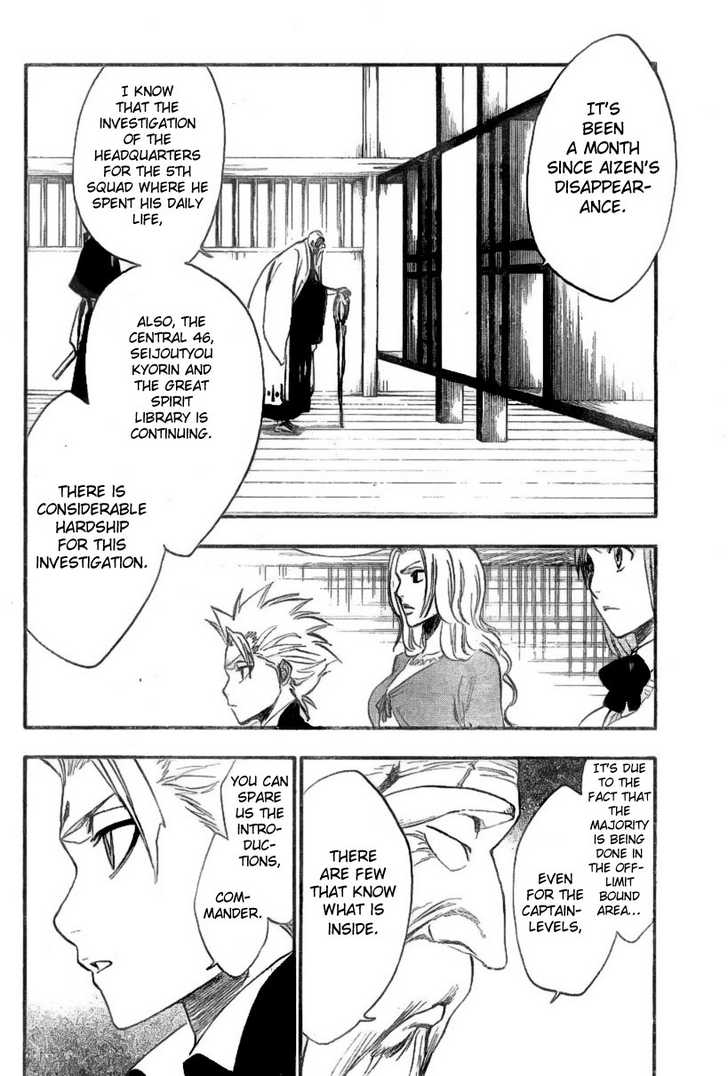 IT'S
BEEN
A MONTH
SINCE AIZEN'S
DISAPPEAR-
ANCE.
I KNOW
THAT THE
INVESTIGATION
OF THE
HEADQUARTERS
FOR THE 5TH
SQUAD WHERE HE
SPENT HIS DAILY
LIFE,
ALSO, THE
CENTRAL 46,
SEIJOUTYOU
KYORIN AND
AND THE GREAT
SPIRIT
LIBRARY IS
CONTINUING.
THERE IS
CONSIDERABLE
HARDSHIP
FOR THIS
INVESTIGATION.
IT'S DUE
TO THE
FACT THAT
THE
MAJORITY
IS BEING
DONE IN
THE OFF-
LIMIT
BOUND
AREA...
EVEN
FOR THE
CAPTAIN-
LEVELS,
THERE
ARE FEW
THAT KNOW
WHAT IS
INSIDE.
YOU CAN
SPARE
US THE
INTRO-
DUC-
TIONS,
COM-
MANDER.